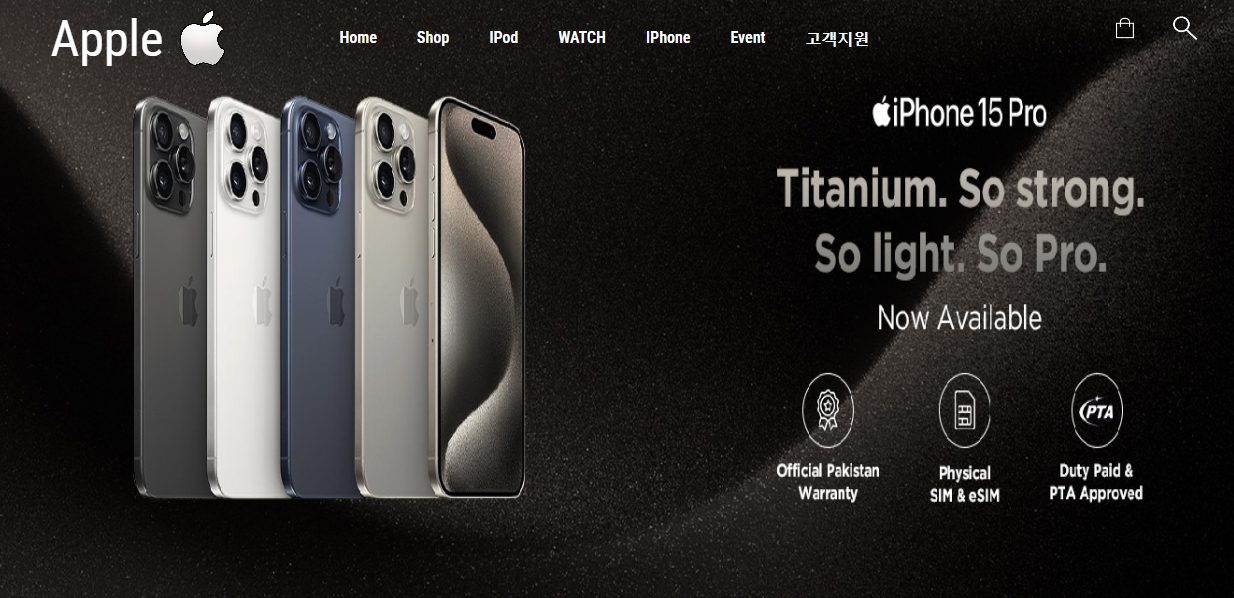 Apple
Home
Shop
IPod
WATCH
IPhone
Event
고객지원
iPhone 15 Pro
Titanium. So strong.
So light. So Pro.
Now Available
PTA
Official Pakistan
Warranty
Physical
SIM & eSIM
Duty Paid &
PTA Approved